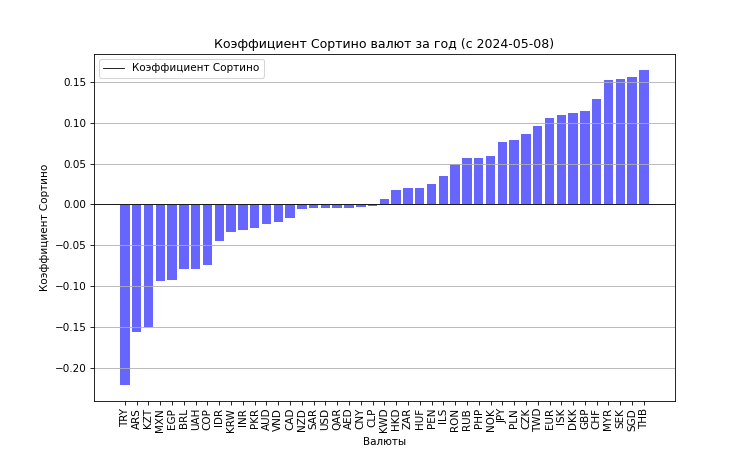 Коэффициент Сортино валют за год (с 2024-05-08)
Коэффициент Сортино
0.15
0.10
0.05
0.00
−0.05
−0.10
−0.15
−0.20
Коэффициент Сортино
TRY ARS KZT MXN EGP BRL UAH COP IDR KRW INR PKR AUD VND CAD NZD SAR USD QAR AED CNY CLP KWD HKD ZAR HUF PEN ILS RON RUB PHP NOK JPY PLN CZK TWD EUR ISK DKK GBP CHF MYR SEK SGD THB
Валюты